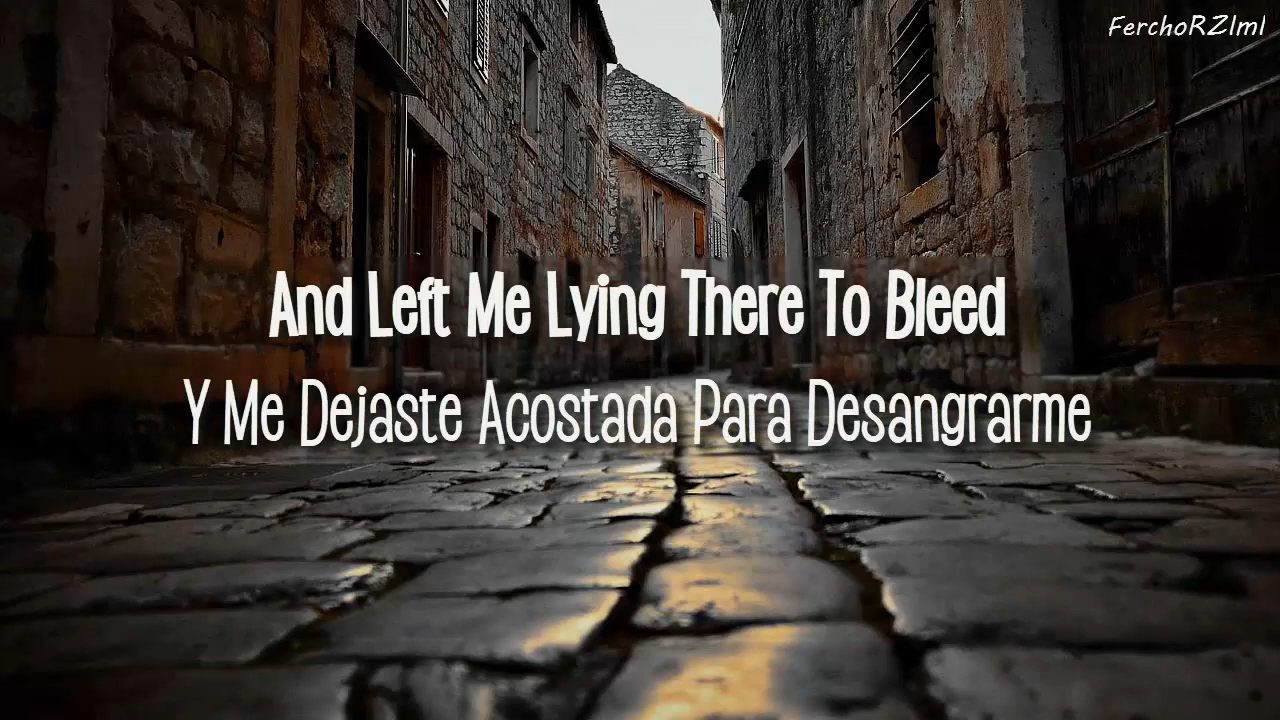 FerchoRZlml
And Left Me Lying There To Bleed
Y Me Dejaste Acostada Para Desangrarme